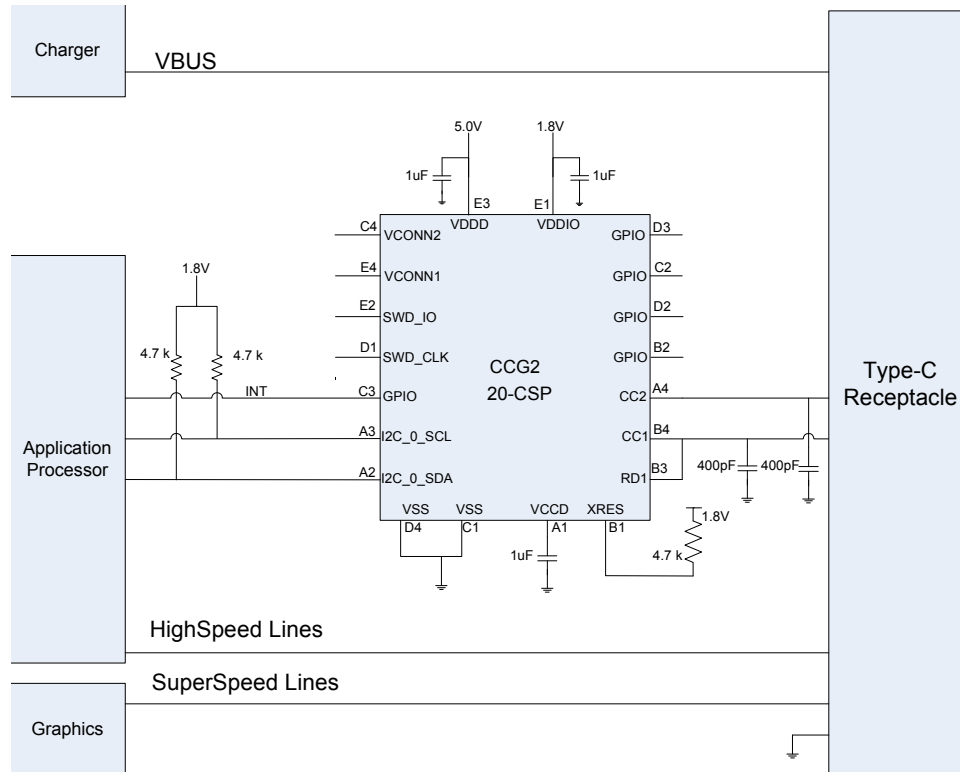 Charger
VBUS
5.0V
1.8V
1uF
1uF
E3
E1
VDDD
VDDIO
C4
VCONN2
GPIO
D3
E4
VCONN1
GPIO
C2
E2
SWD_IO
GPIO
D2
D1
SWD_CLK
GPIO
B2
1.8V
4.7 k
4.7 k
CCG2
20-CSP
INT
C3
GPIO
CC2
A4
A3
I2C_0_SCL
CC1
B4
A2
I2C_0_SDA
RD1
B3
400pF
400pF
Application
Processor
Type-C
Receptacle
VSS
VSS
VCCD
XRES
D4
C1
A1
B1
1uF
1.8V
4.7 k
HighSpeed Lines
SuperSpeed Lines
Graphics